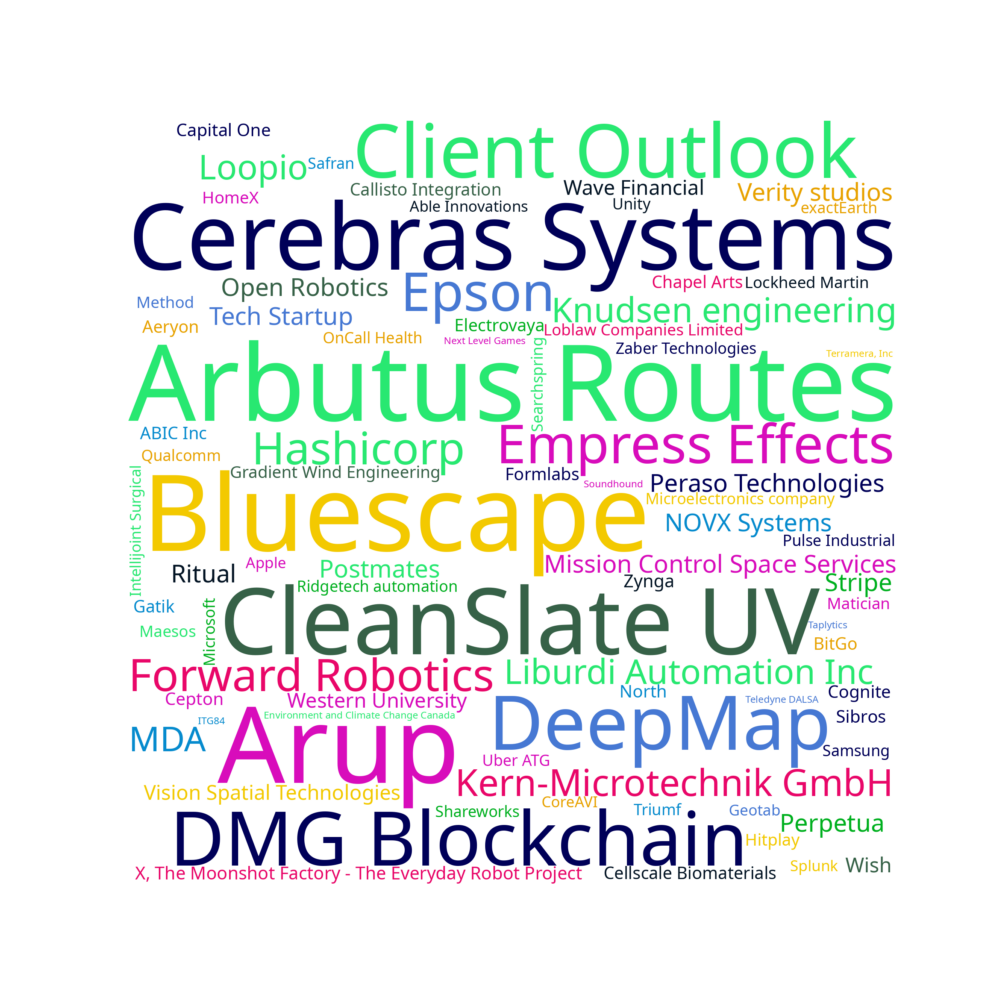 Capital One
Client Outlook
Loopio
Safran
Callisto Integration
Wave Financial
Verity studios
HomeX
Able Innovations
Unity
exactEarth
Cerebras Systems
Open Robotics
Epson
Chapel Arts
Lockheed Martin
Method
Tech Startup
Knudsen engineering
Aeryon
Electrovaya
Loblaw Companies Limited
OnCall Health
Next Level Games
Searchspring
Zaber Technologies
Terramera, Inc
Arbutus Routes
ABIC Inc
Hashicorp
Empress Effects
Qualcomm
Gradient Wind Engineering
Formlabs
Soundhound
Peraso Technologies
Intellijoint Surgical
Bluescape
Microelectronics company
NOVX Systems
Pulse Industrial
Ritual
Apple
Postmates
Mission Control Space Services
Ridgetech automation
Zynga
Stripe
Gatik
Microsoft
CleanSlate UV
Matician
Maesos
Taplytics
BitGo
Forward Robotics
Liburdi Automation Inc
Cepton
Western University
North
Teledyne DALSA
Cognite
ITG84
Environment and Climate Change Canada
Sibros
MDA
Arup
DeepMap
Samsung
Uber ATG
Kern-Microtechnik GmbH
Vision Spatial Technologies
CoreAVI
Shareworks
Triumf
Geotab
Perpetua
DMG Blockchain
Hitplay
X, The Moonshot Factory - The Everyday Robot Project
Cellscale Biomaterials
Splunk
Wish